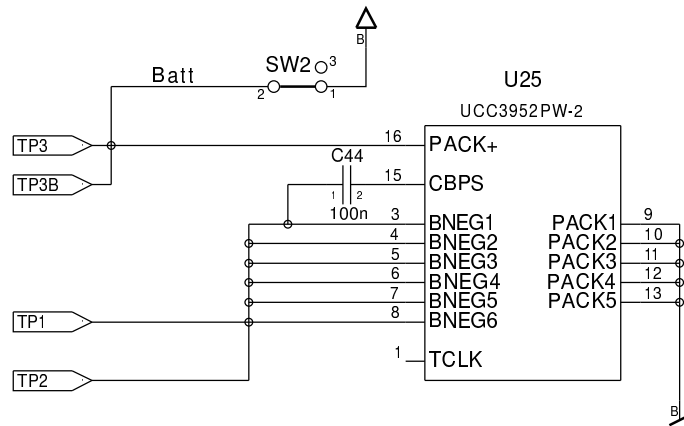 B
SW2 3
Batt
2 1
U25
UCC3952PW-2
TP3 16 PACK+
C44
TP3B 15 CBPS
1 2
100n
3 BNEG1 PACK1 9
4 BNEG2 PACK2 10
5 BNEG3 PACK3 11
6 BNEG4 PACK4 12
7 BNEG5 PACK5 13
TP1 8 BNEG6
1 TCLK
TP2
B